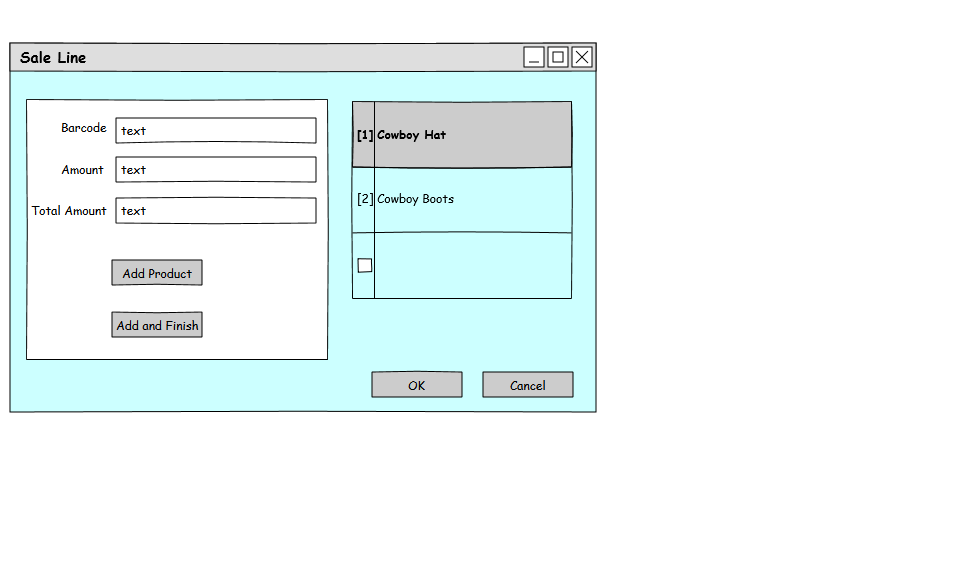 Sale Line
Barcode text
Amount text
Total Amount text
Add Product
Add and Finish
[1] Cowboy Hat
[2] Cowboy Boots
OK Cancel